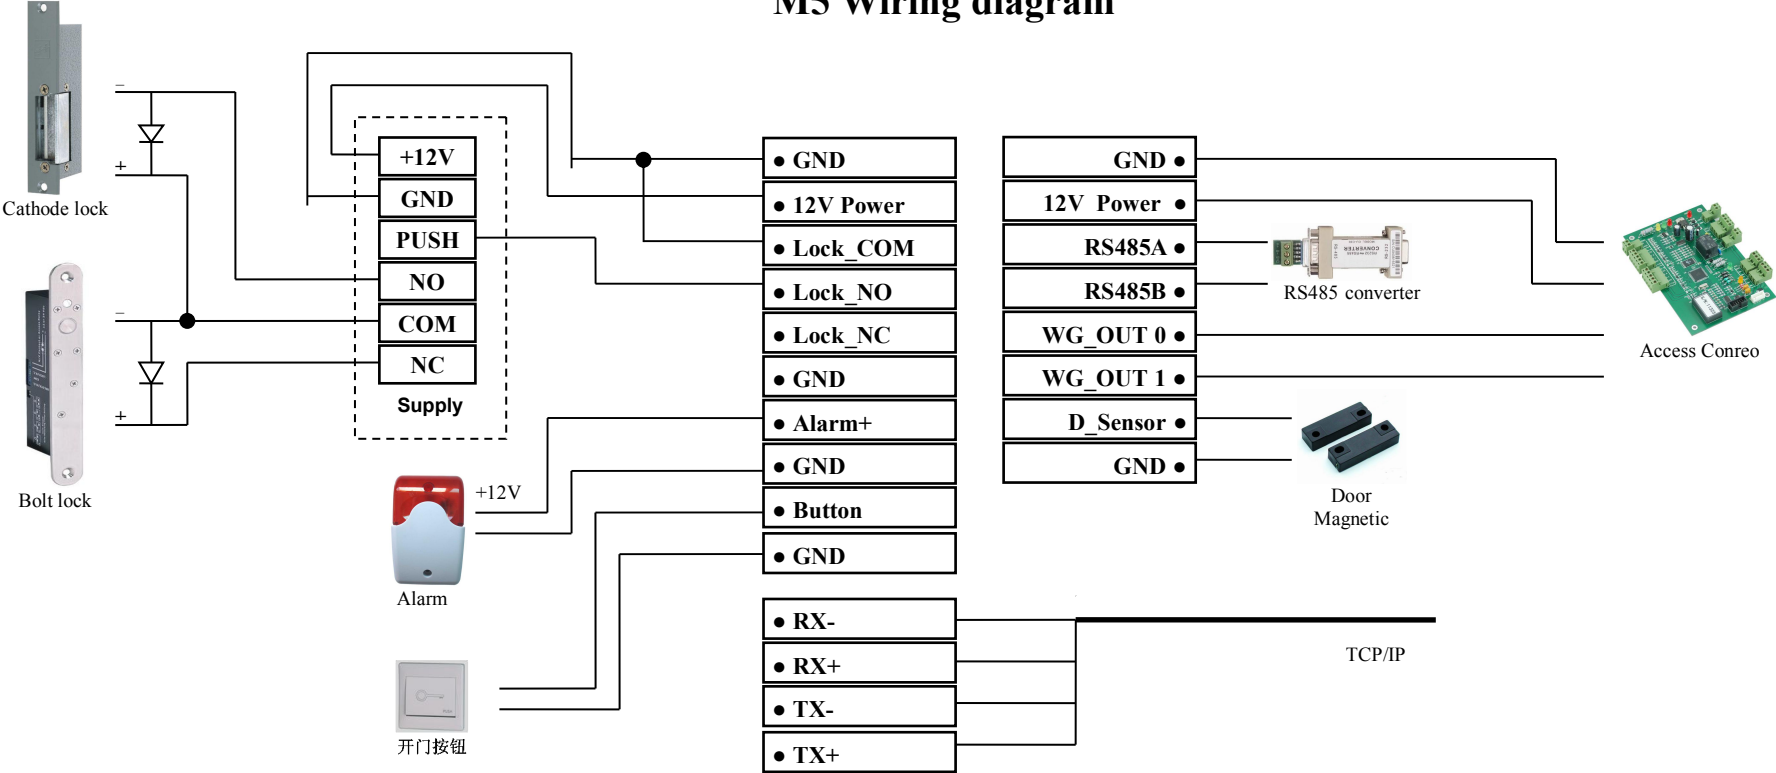 M5 Wiring diagram
−
+
Cathode lock
−
+
Bolt lock
+12V
GND
PUSH
NO
COM
NC
Supply
+12V
Alarm
开门按钮
● GND
● 12V Power
● Lock_COM
● Lock_NO
● Lock_NC
● GND
● Alarm+
● GND
● Button
● GND
● RX-
● RX+
● TX-
● TX+
GND ●
12V Power ●
RS485A ●
RS485B ●
WG_OUT 0 ●
WG_OUT 1 ●
D_Sensor ●
GND ●
CONVERTER
RS485 converter
Access Conreo
Door
Magnetic
TCP/IP